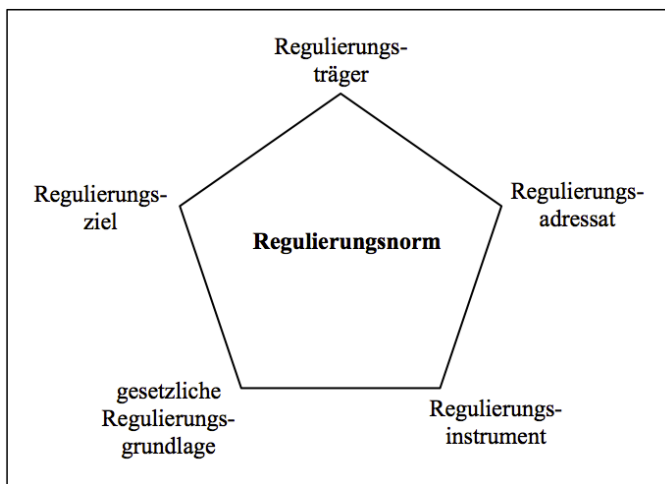 Regulierungs-
träger
Regulierungs-
ziel
Regulierungs-
adressat
Regulierungsnorm
gesetzliche
Regulierungs-
grundlage
Regulierungs-
instrument